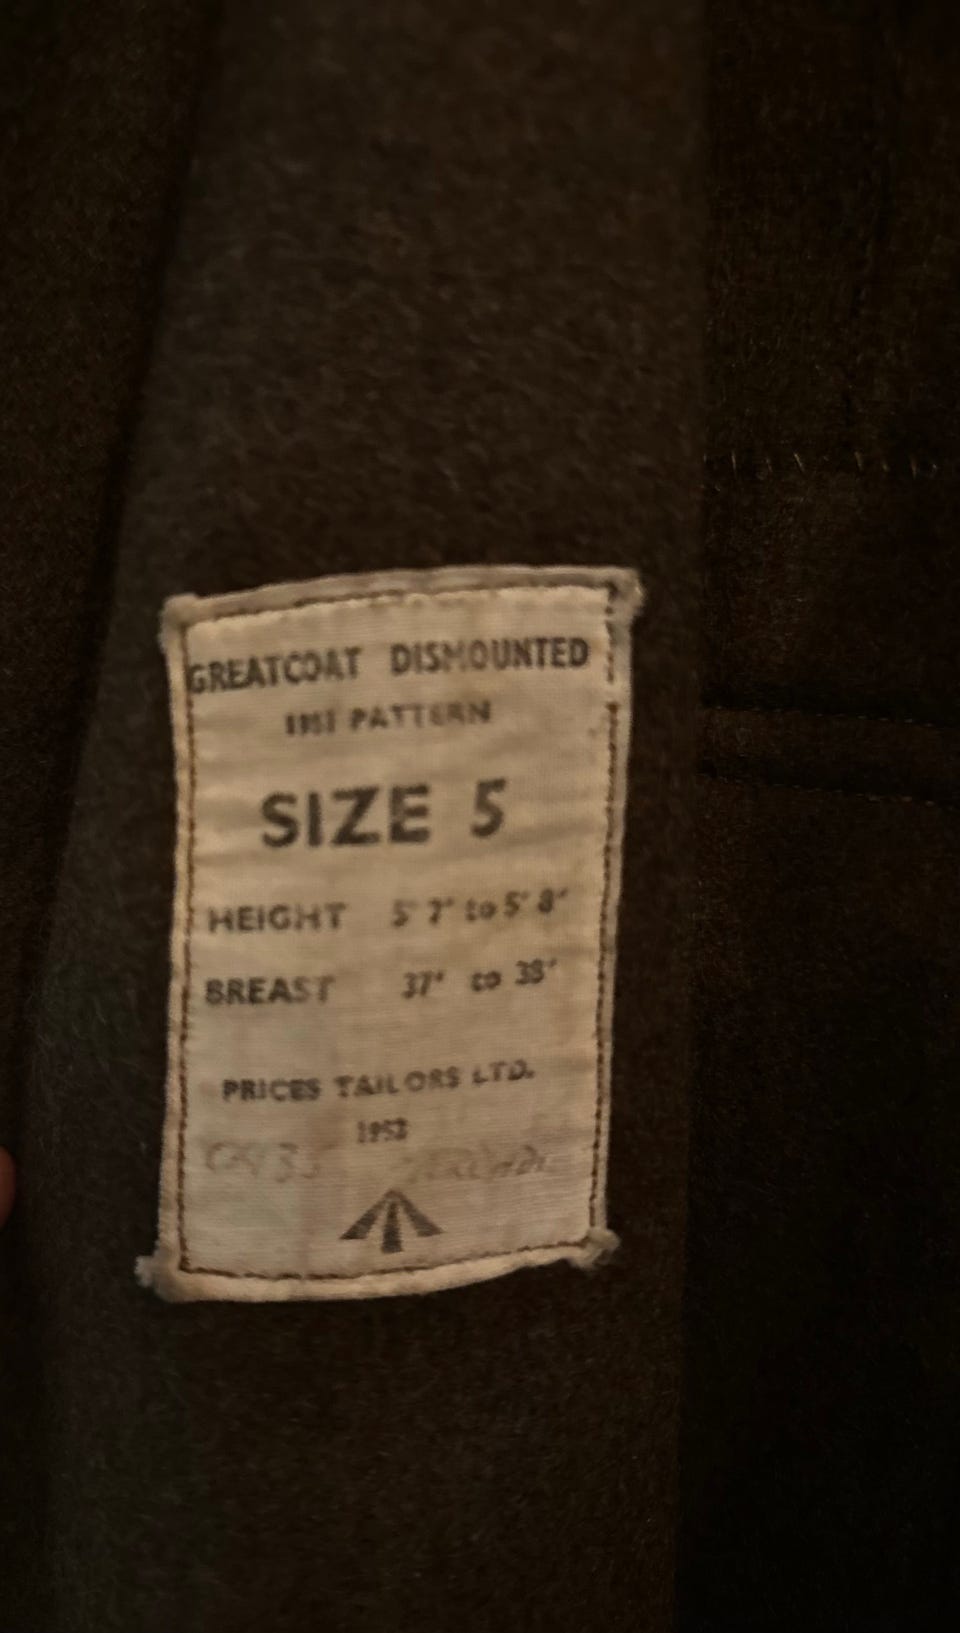 GREATCOAT DISMOUNTED
1951 PATTERN
SIZE 5
HEIGHT 5' 7" to 5' 8"
BREAST 37" to 38"
PRICES TAILORS LTD.